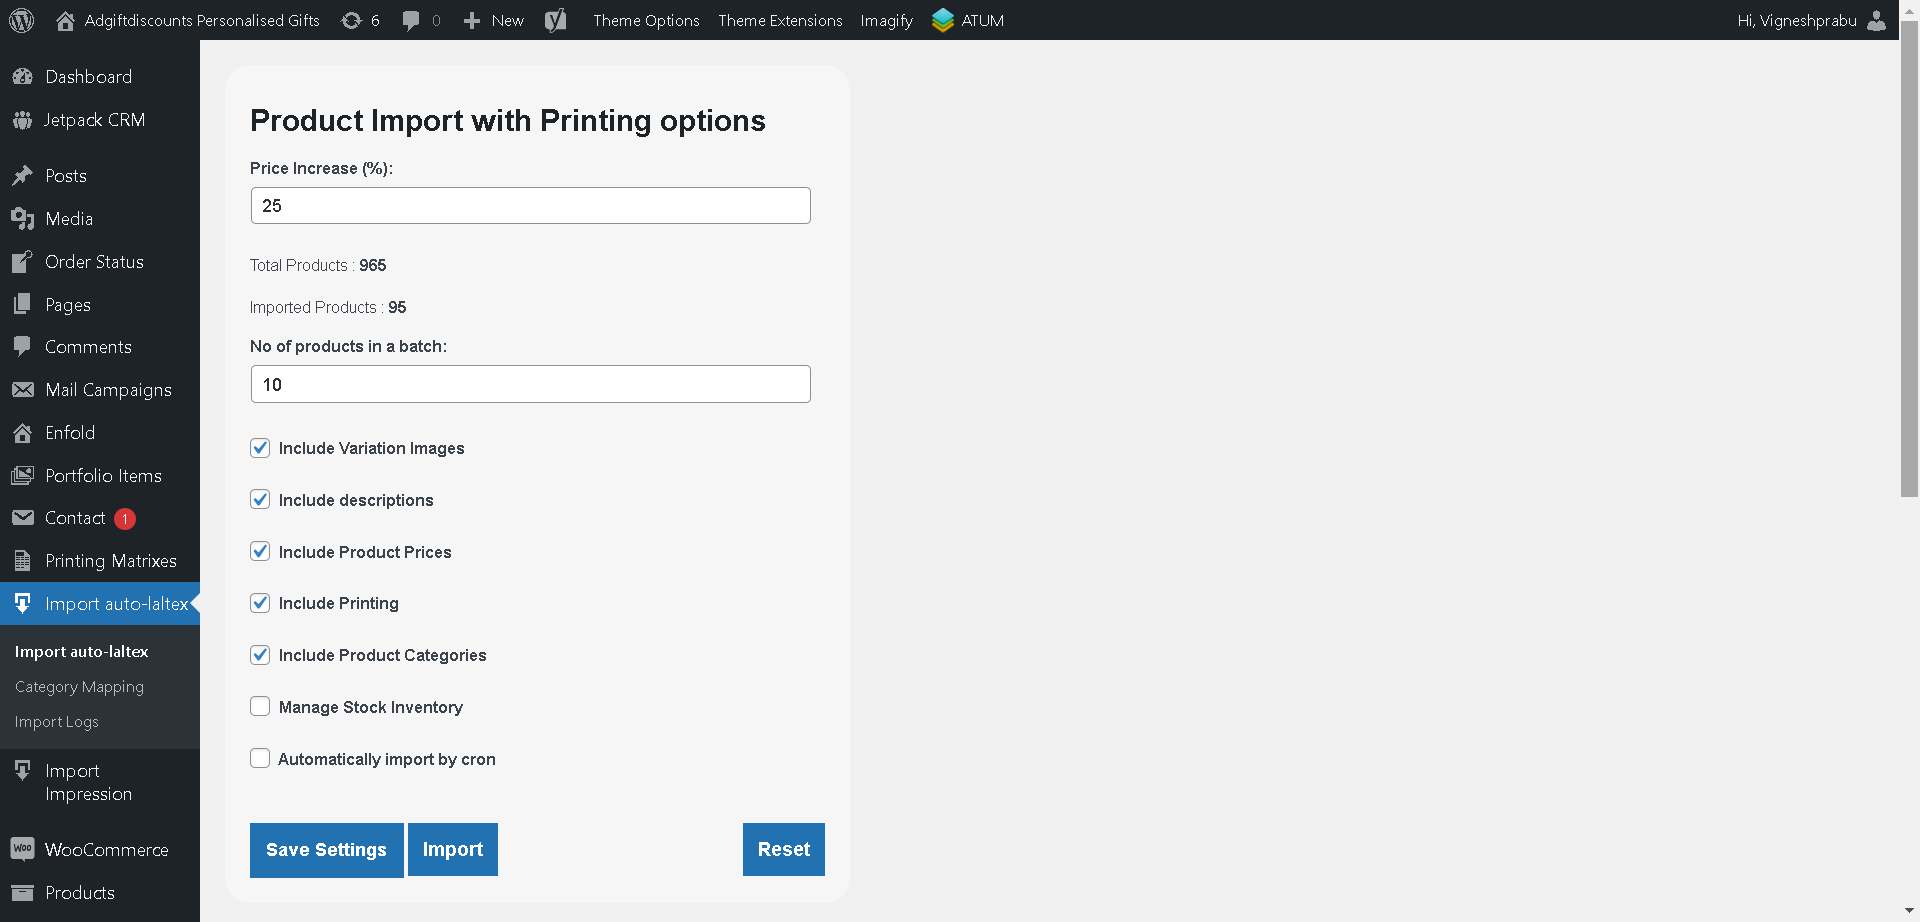 Adgiftdiscounts Personalised Gifts 6 0 New Theme Options Theme Extensions Imagify ATUM Hi, Vigneshprabu
Dashboard
Jetpack CRM
Posts
Media
Order Status
Pages
Comments
Mail Campaigns
Enfold
Portfolio Items
Contact 1
Printing Matrixes
Import auto-laltex
Import auto-laltex
Category Mapping
Import Logs
Import
Impression
Woo WooCommerce
Products
Product Import with Printing options
Price Increase (%):
25
Total Products : 965
Imported Products : 95
No of products in a batch:
10
Include Variation Images
Include descriptions
Include Product Prices
Include Printing
Include Product Categories
Manage Stock Inventory
Automatically import by cron
Save Settings Import Reset